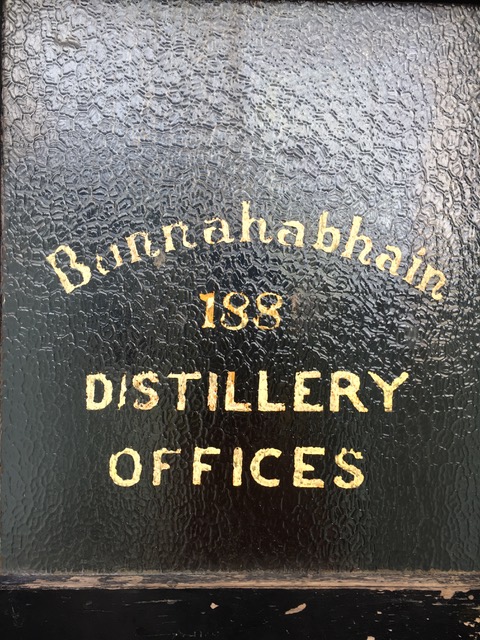 Bunnahabhain
188
DISTILLERY
OFFICES